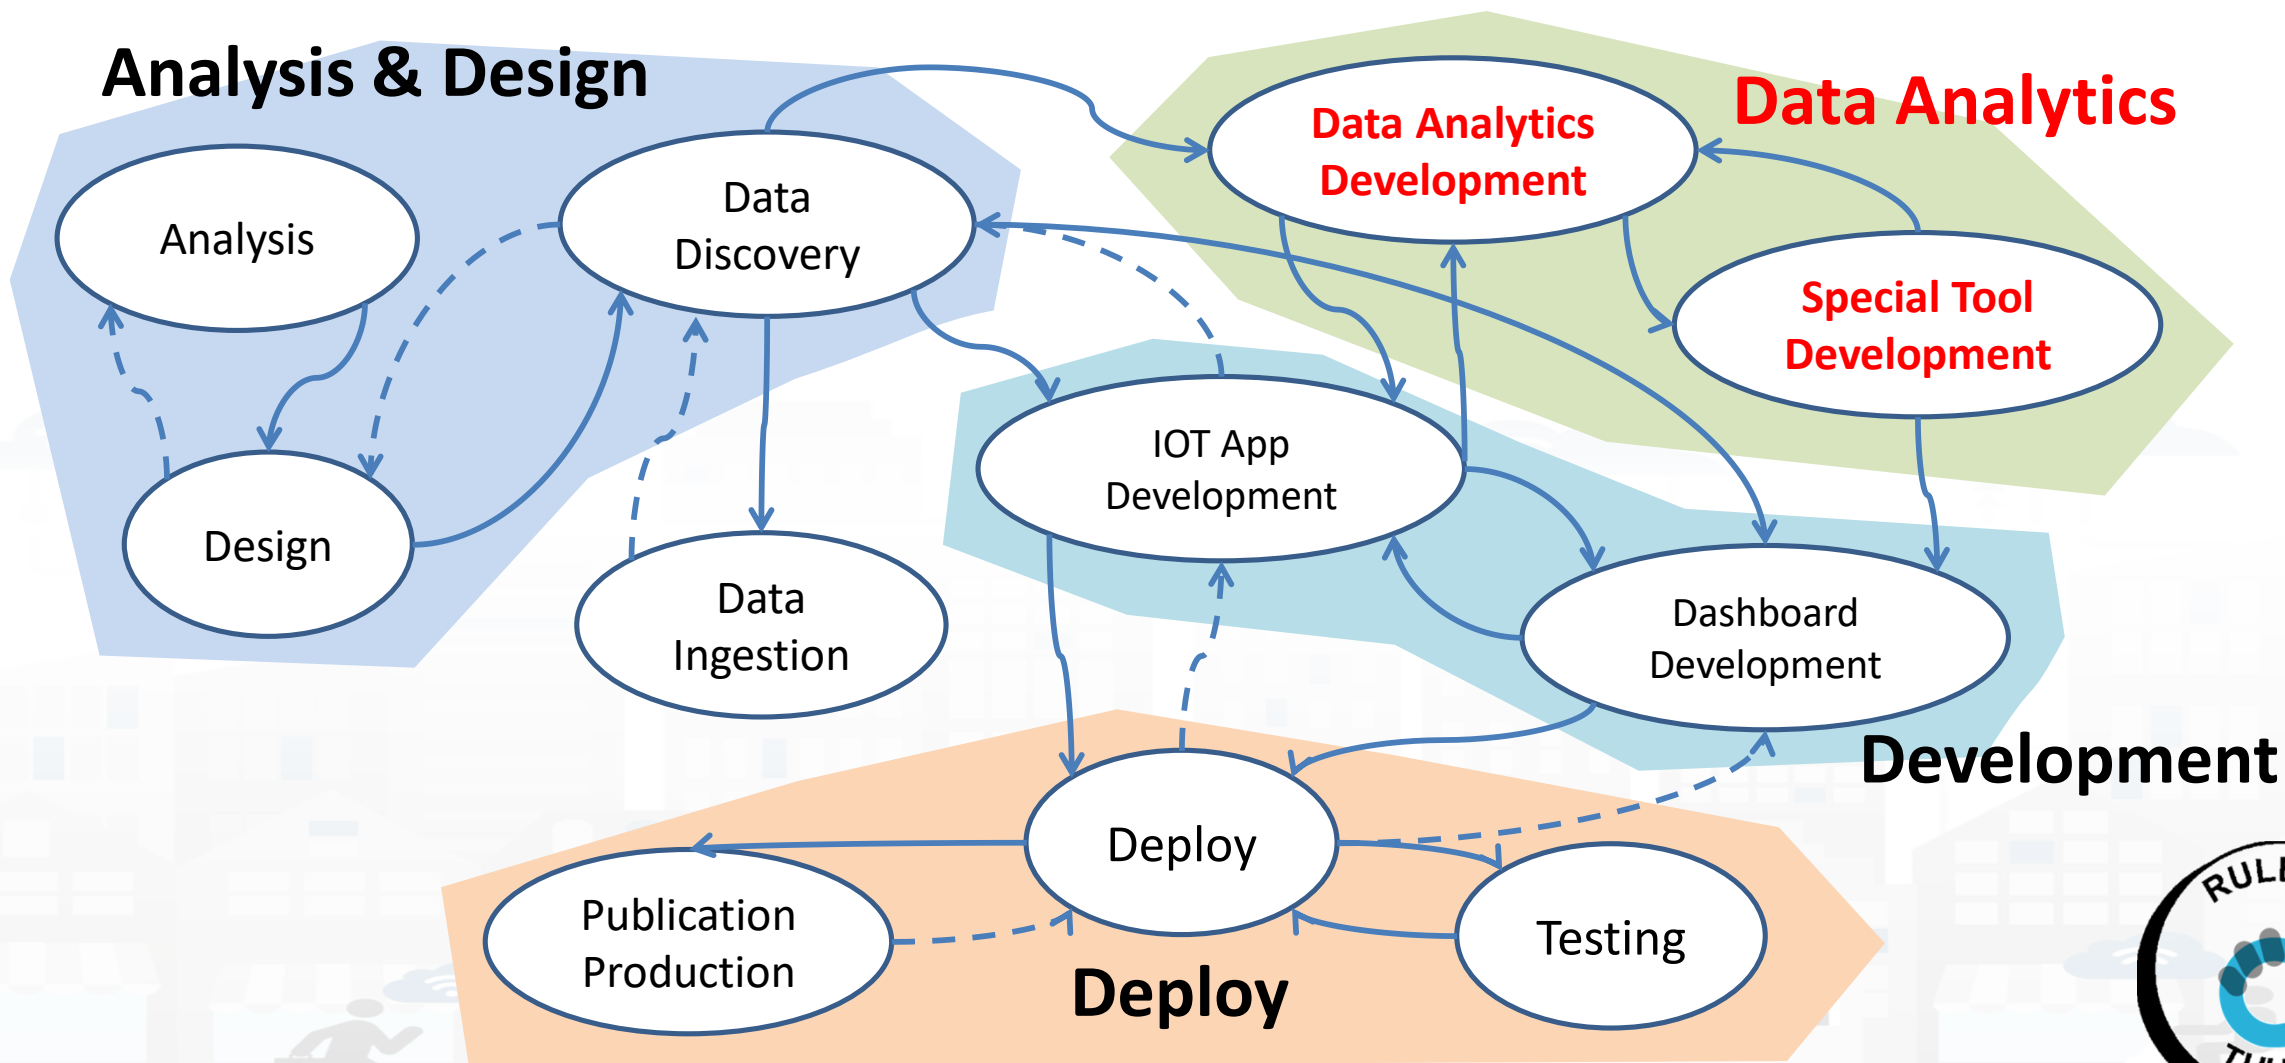 Analysis & Design
Data Analytics
Data Analytics
Development
Data
Discovery
Analysis
Special Tool
Development
IOT App
Development
Design
Data
Ingestion
Dashboard
Development
Development
Deploy
Publication
Production
Testing
Deploy